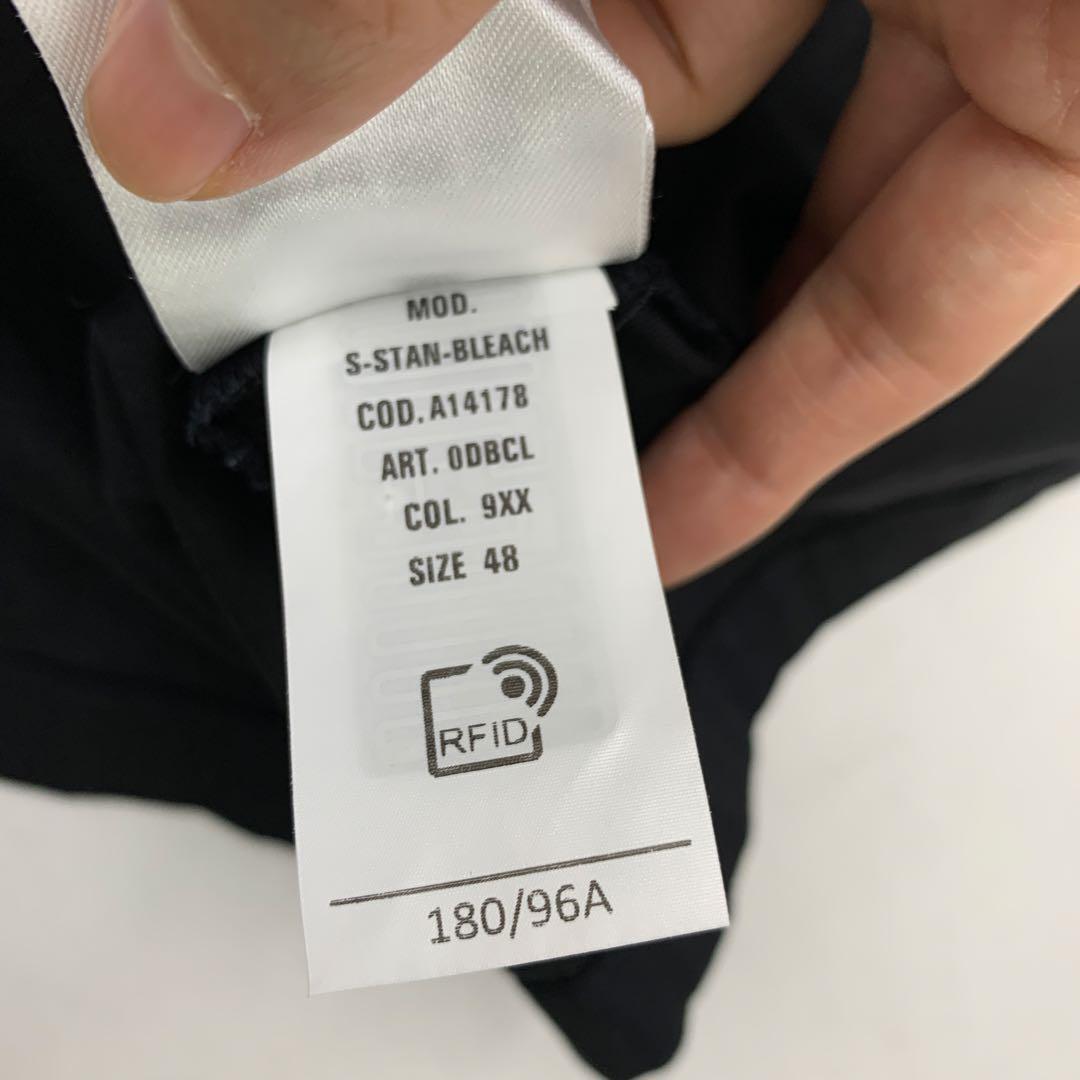 MOD.
S-STAN-BLEACH
COD. A14178
ART. 0DBCL
COL. 9XX
SIZE 48
RFID
180/96A